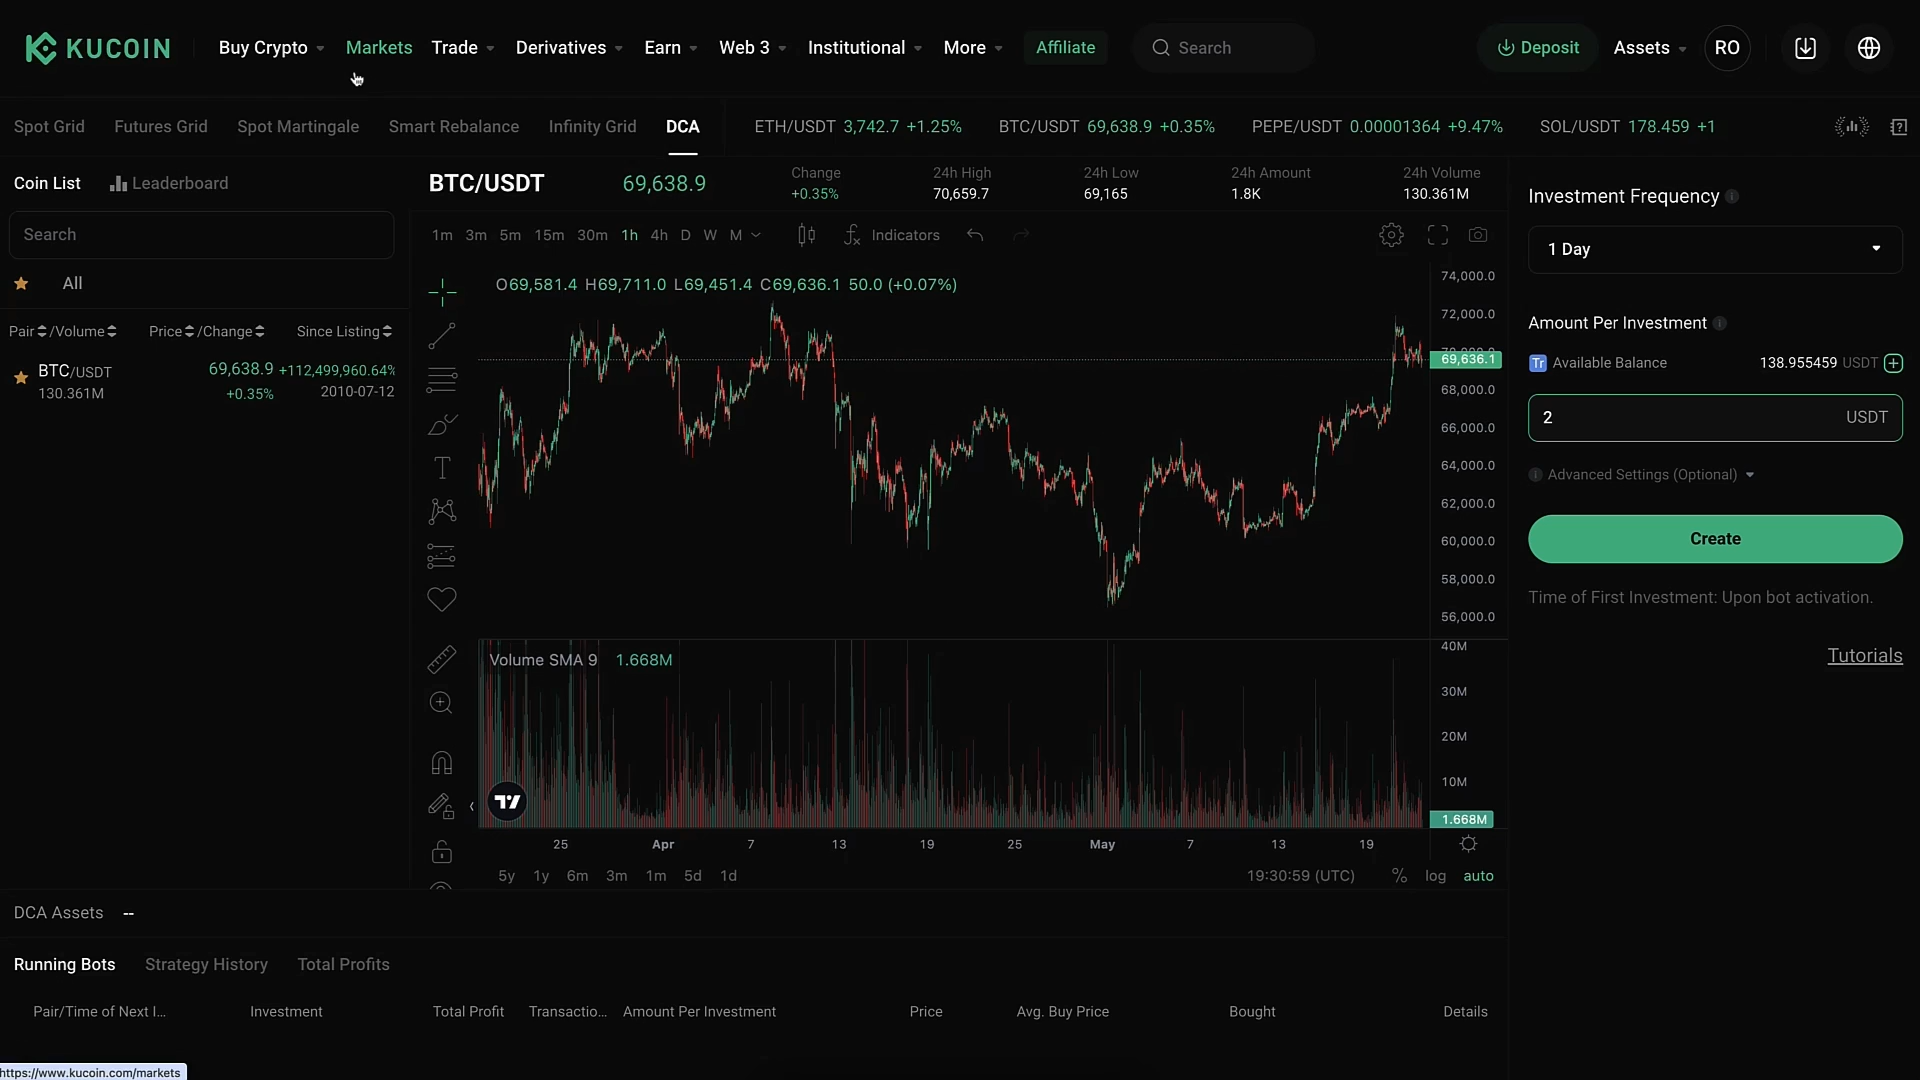 KUCOIN Buy Crypto Markets Trade Derivatives Earn Web 3 Institutional More Affiliate Search Deposit Assets RO
Spot Grid Futures Grid Spot Martingale Smart Rebalance Infinity Grid DCA ETH/USDT 3,742.7 +1.25% BTC/USDT 69,638.9 +0.35% PEPE/USDT 0.00001364 +9.47% SOL/USDT 178.459 +1
Coin List Leaderboard
Search
All
Pair /Volume Price /Change Since Listing
BTC/USDT 69,638.9 +112,499,960.64%
130.361M +0.35% 2010-07-12
BTC/USDT 69,638.9
Change 24h High 24h Low 24h Amount 24h Volume
+0.35% 70,659.7 69,165 1.8K 130.361M
1m 3m 5m 15m 30m 1h 4h D W M Indicators
O69,581.4 H69,711.0 L69,451.4 C69,636.1 50.0 (+0.07%)
74,000.0
72,000.0
69,636.1
68,000.0
66,000.0
64,000.0
62,000.0
60,000.0
58,000.0
56,000.0
Volume SMA 9 1.668M
40M
30M
20M
10M
1.668M
25 Apr 7 13 19 25 May 7 13 19
5y 1y 6m 3m 1m 5d 1d 19:30:59 (UTC) % log auto
Investment Frequency
1 Day
Amount Per Investment
Tr Available Balance 138.955459 USDT
2 USDT
Advanced Settings (Optional)
Create
Time of First Investment: Upon bot activation.
Tutorials
DCA Assets --
Running Bots Strategy History Total Profits
Pair/Time of Next I... Investment Total Profit Transactio... Amount Per Investment Price Avg. Buy Price Bought Details
https://www.kucoin.com/markets